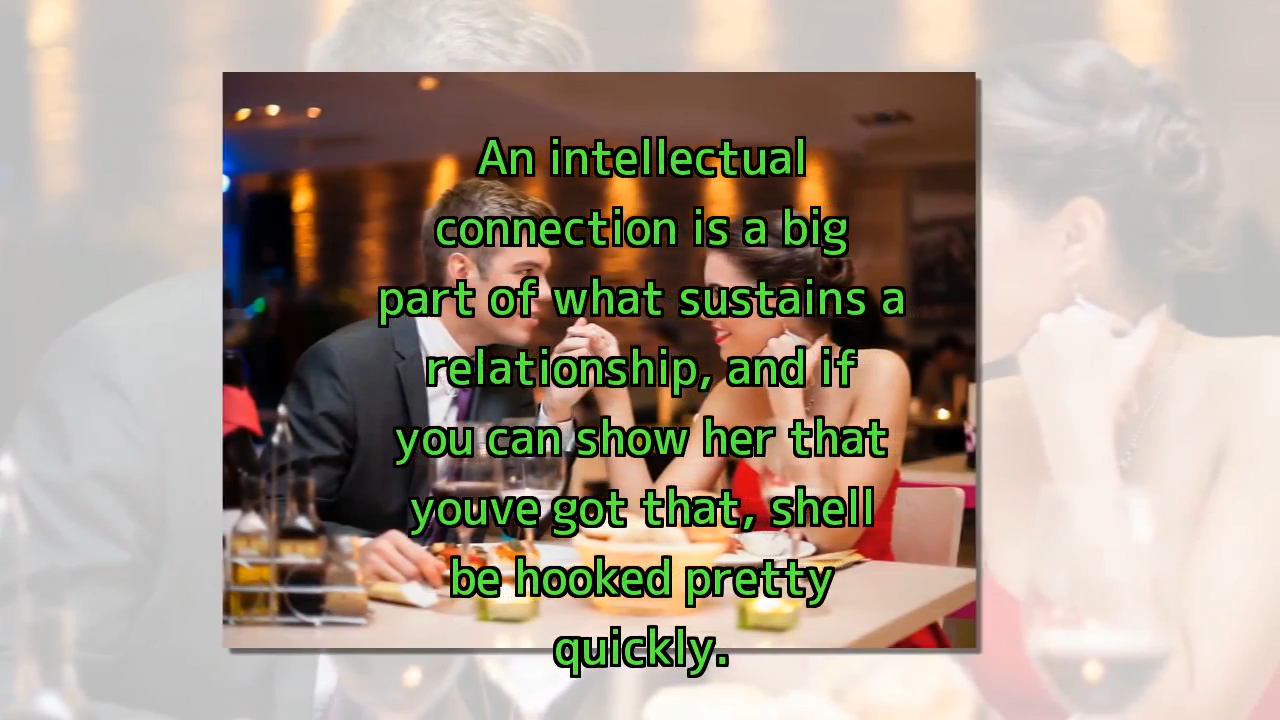 An intellectual
connection is a big
part of what sustains a
relationship, and if
you can show her that
youve got that, shell
be hooked pretty
quickly.